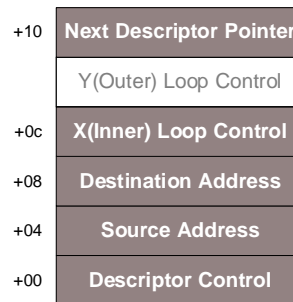 +10 Next Descriptor Pointer
Y(Outer) Loop Control
+0c X(Inner) Loop Control
+08 Destination Address
+04 Source Address
+00 Descriptor Control